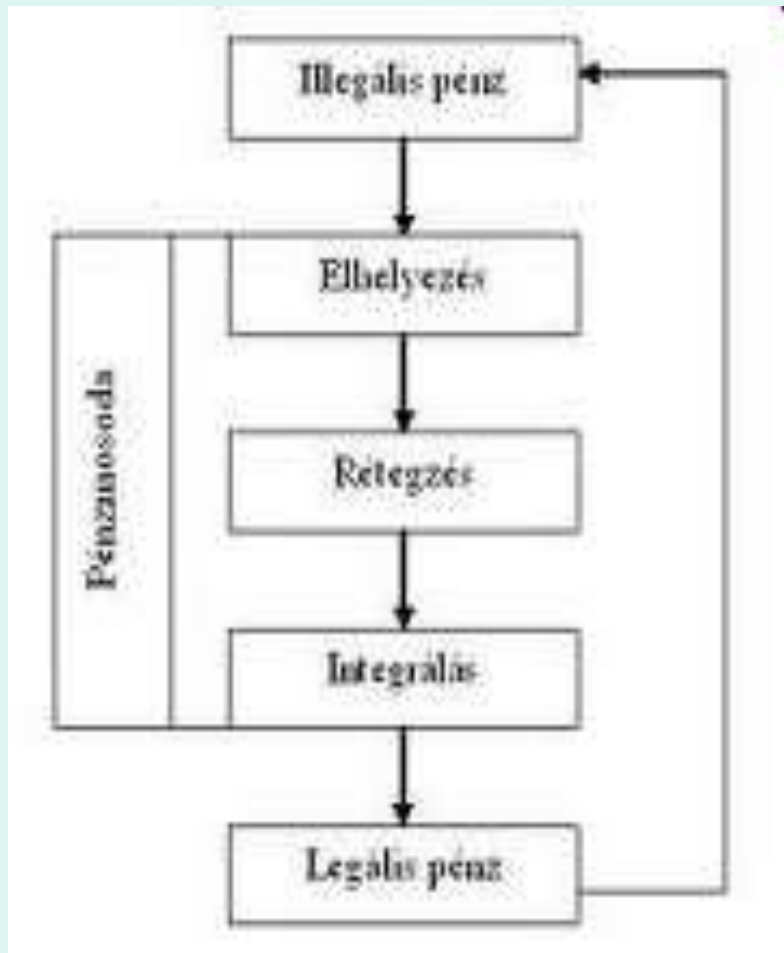 Illegális pénz
Elhelyezés
Pénzmosoda
Rétegzés
Integrálás
Legális pénz